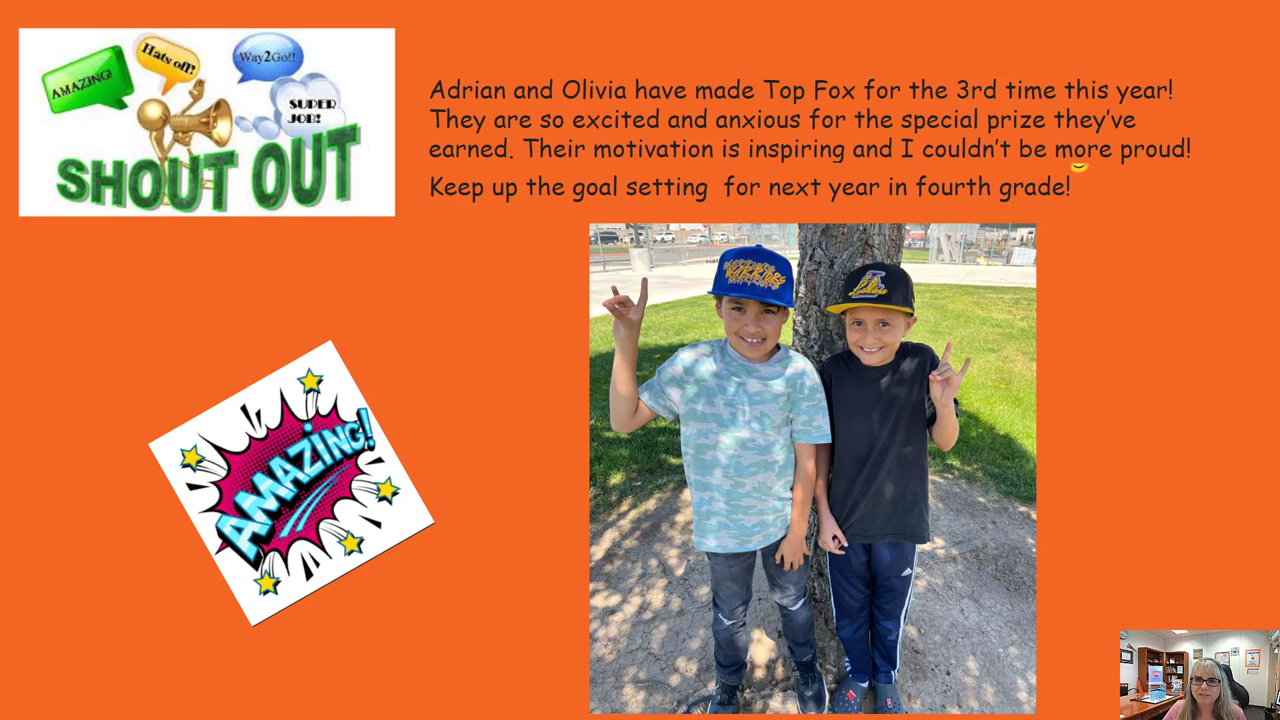 AMAZING!
Hats off!
Way2Go!!
SUPER
JOB!
SHOUT OUT
Adrian and Olivia have made Top Fox for the 3rd time this year!
They are so excited and anxious for the special prize they've
earned. Their motivation is inspiring and I couldn't be more proud!
Keep up the goal setting for next year in fourth grade!
WARRIORS
AMAZING!
adidas